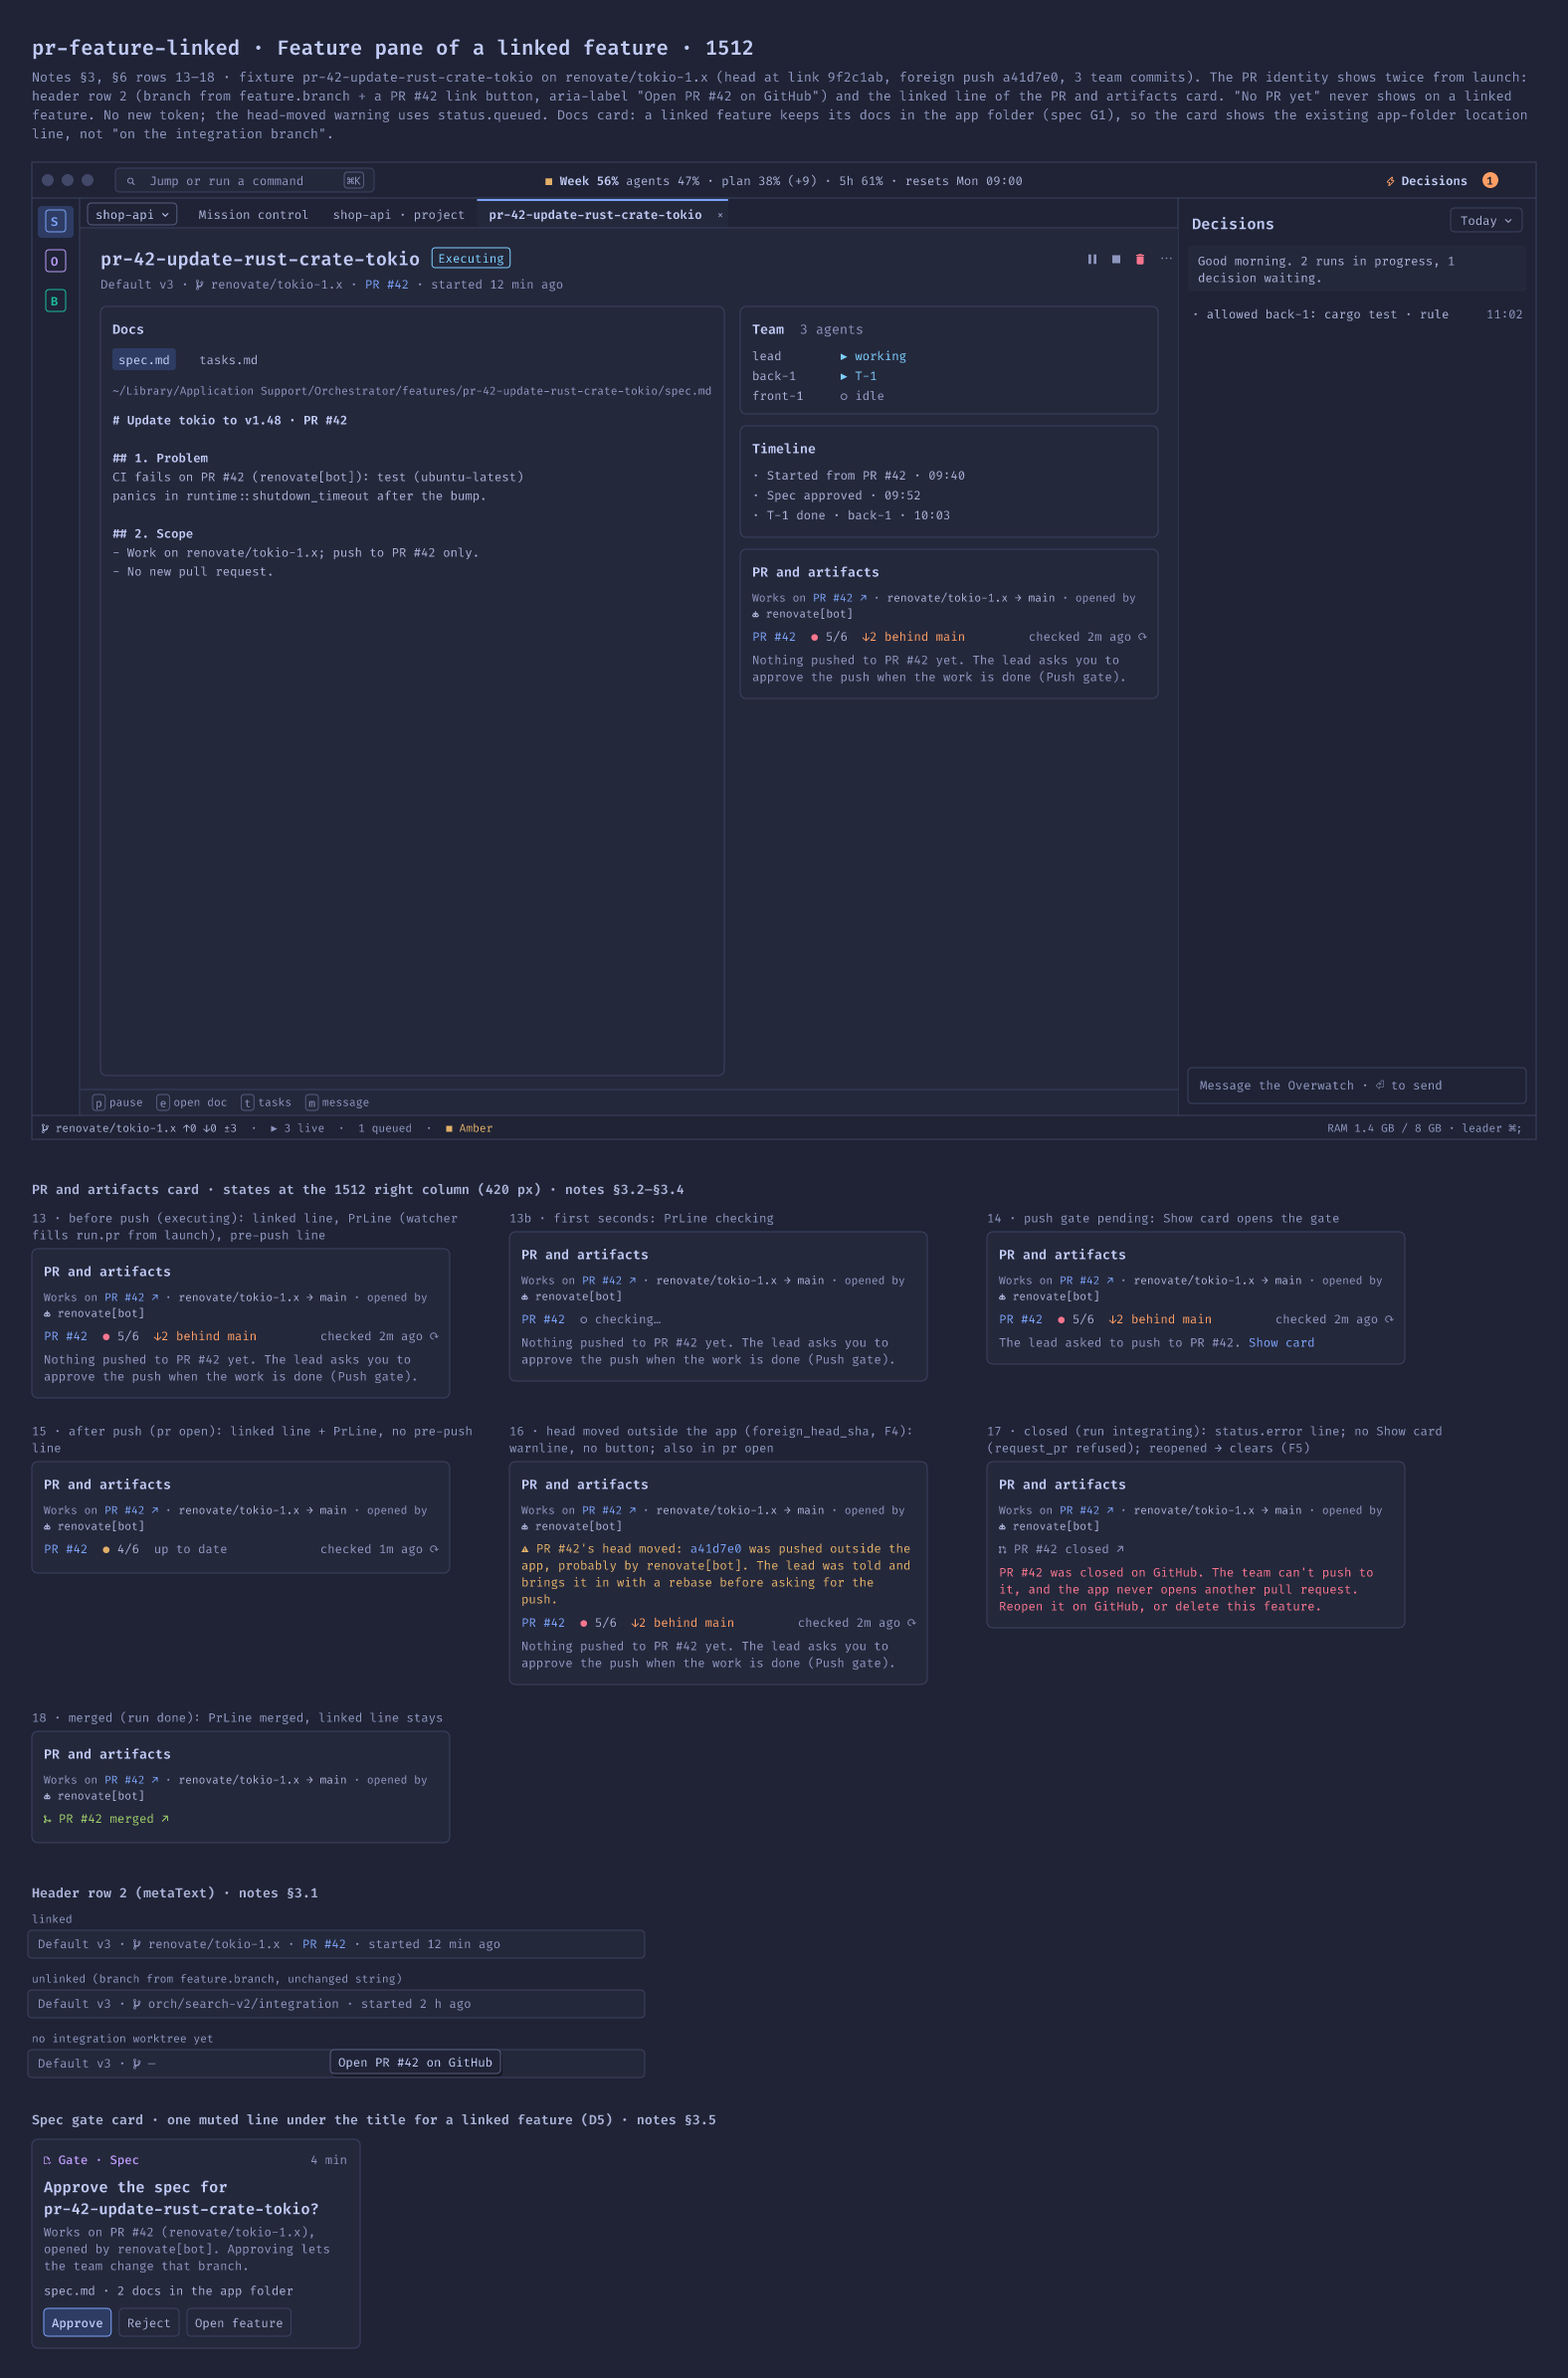 pr-feature-linked · Feature pane of a linked feature · 1512
Notes §3, §6 rows 13–18 · fixture pr-42-update-rust-crate-tokio on renovate/tokio-1.x (head at link 9f2c1ab, foreign push a41d7e0, 3 team commits). The PR identity shows twice from launch:
header row 2 (branch from feature.branch + a PR #42 link button, aria-label "Open PR #42 on GitHub") and the linked line of the PR and artifacts card. "No PR yet" never shows on a linked
feature. No new token; the head-moved warning uses status.queued. Docs card: a linked feature keeps its docs in the app folder (spec G1), so the card shows the existing app-folder location
line, not "on the integration branch".
Jump or run a command ⌘K
■ Week 56% agents 47% · plan 38% (+9) · 5h 61% · resets Mon 09:00
Decisions 1
S
O
B
shop-api
Mission control
shop-api · project
pr-42-update-rust-crate-tokio ×
pr-42-update-rust-crate-tokio Executing
Default v3 · renovate/tokio-1.x · PR #42 · started 12 min ago
Docs
spec.md tasks.md
~/Library/Application Support/Orchestrator/features/pr-42-update-rust-crate-tokio/spec.md
# Update tokio to v1.48 · PR #42
## 1. Problem
CI fails on PR #42 (renovate[bot]): test (ubuntu-latest)
panics in runtime::shutdown_timeout after the bump.
## 2. Scope
- Work on renovate/tokio-1.x; push to PR #42 only.
- No new pull request.
Team 3 agents
lead ▶ working
back-1 ▶ T-1
front-1 ○ idle
Timeline
· Started from PR #42 · 09:40
· Spec approved · 09:52
· T-1 done · back-1 · 10:03
PR and artifacts
Works on PR #42 ↗ · renovate/tokio-1.x → main · opened by
renovate[bot]
PR #42 ● 5/6 ↓2 behind main checked 2m ago ⟳
Nothing pushed to PR #42 yet. The lead asks you to
approve the push when the work is done (Push gate).
Decisions
Today
Good morning. 2 runs in progress, 1
decision waiting.
· allowed back-1: cargo test · rule 11:02
Message the Overwatch · ⏎ to send
p pause e open doc t tasks m message
renovate/tokio-1.x ↑0 ↓0 ±3 · ▶ 3 live · 1 queued · ■ Amber
RAM 1.4 GB / 8 GB · leader ⌘;
PR and artifacts card · states at the 1512 right column (420 px) · notes §3.2–§3.4
13 · before push (executing): linked line, PrLine (watcher
fills run.pr from launch), pre-push line
PR and artifacts
Works on PR #42 ↗ · renovate/tokio-1.x → main · opened by
renovate[bot]
PR #42 ● 5/6 ↓2 behind main checked 2m ago ⟳
Nothing pushed to PR #42 yet. The lead asks you to
approve the push when the work is done (Push gate).
13b · first seconds: PrLine checking
PR and artifacts
Works on PR #42 ↗ · renovate/tokio-1.x → main · opened by
renovate[bot]
PR #42 ○ checking…
Nothing pushed to PR #42 yet. The lead asks you to
approve the push when the work is done (Push gate).
14 · push gate pending: Show card opens the gate
PR and artifacts
Works on PR #42 ↗ · renovate/tokio-1.x → main · opened by
renovate[bot]
PR #42 ● 5/6 ↓2 behind main checked 2m ago ⟳
The lead asked to push to PR #42. Show card
15 · after push (pr open): linked line + PrLine, no pre-push
line
PR and artifacts
Works on PR #42 ↗ · renovate/tokio-1.x → main · opened by
renovate[bot]
PR #42 ● 4/6 up to date checked 1m ago ⟳
16 · head moved outside the app (foreign_head_sha, F4):
warnline, no button; also in pr open
PR and artifacts
Works on PR #42 ↗ · renovate/tokio-1.x → main · opened by
renovate[bot]
⚠ PR #42's head moved: a41d7e0 was pushed outside the
app, probably by renovate[bot]. The lead was told and
brings it in with a rebase before asking for the
push.
PR #42 ● 5/6 ↓2 behind main checked 2m ago ⟳
Nothing pushed to PR #42 yet. The lead asks you to
approve the push when the work is done (Push gate).
17 · closed (run integrating): status.error line; no Show card
(request_pr refused); reopened → clears (F5)
PR and artifacts
Works on PR #42 ↗ · renovate/tokio-1.x → main · opened by
renovate[bot]
PR #42 closed ↗
PR #42 was closed on GitHub. The team can't push to
it, and the app never opens another pull request.
Reopen it on GitHub, or delete this feature.
18 · merged (run done): PrLine merged, linked line stays
PR and artifacts
Works on PR #42 ↗ · renovate/tokio-1.x → main · opened by
renovate[bot]
PR #42 merged ↗
Header row 2 (metaText) · notes §3.1
linked
Default v3 · renovate/tokio-1.x · PR #42 · started 12 min ago
unlinked (branch from feature.branch, unchanged string)
Default v3 · orch/search-v2/integration · started 2 h ago
no integration worktree yet
Default v3 · —
Open PR #42 on GitHub
Spec gate card · one muted line under the title for a linked feature (D5) · notes §3.5
Gate · Spec 4 min
Approve the spec for
pr-42-update-rust-crate-tokio?
Works on PR #42 (renovate/tokio-1.x),
opened by renovate[bot]. Approving lets
the team change that branch.
spec.md · 2 docs in the app folder
Approve Reject Open feature